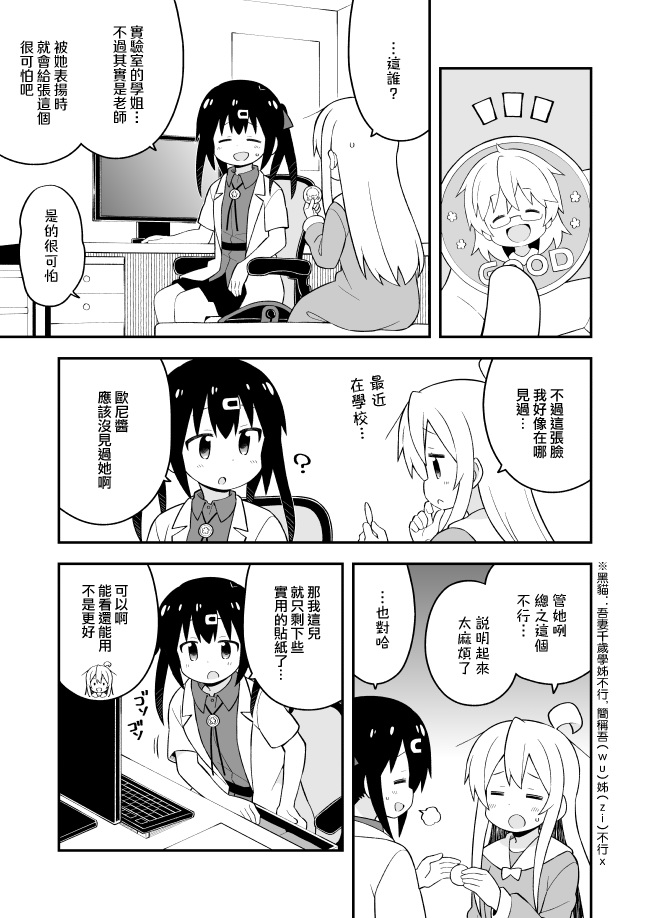 GOOD
…這誰？
實驗室的學姐…
不過其實是老師
被她表揚時
就會給張這個
很可怕吧
是的很可怕
不過這張臉
我好像在哪
見過…
最近
在學校…
？
歐尼醬
應該沒見過她啊
管她咧
總之這個
不行…
說明起來
太麻煩了
…也對哈
※黑貓：吾妻千歲學姊不行，簡稱吾(wu)姊(zi)不行x
那我這兒
就只剩下些
實用的貼紙了…
ゴソ
ゴソ
可以啊
能看還能用
不是更好